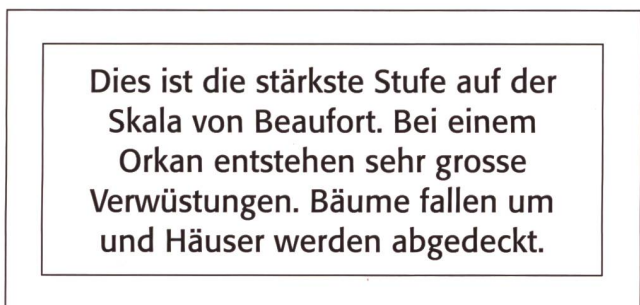 Dies ist die stärkste Stufe auf der
Skala von Beaufort. Bei einem
Orkan entstehen sehr grosse
Verwüstungen. Bäume fallen um
und Häuser werden abgedeckt.